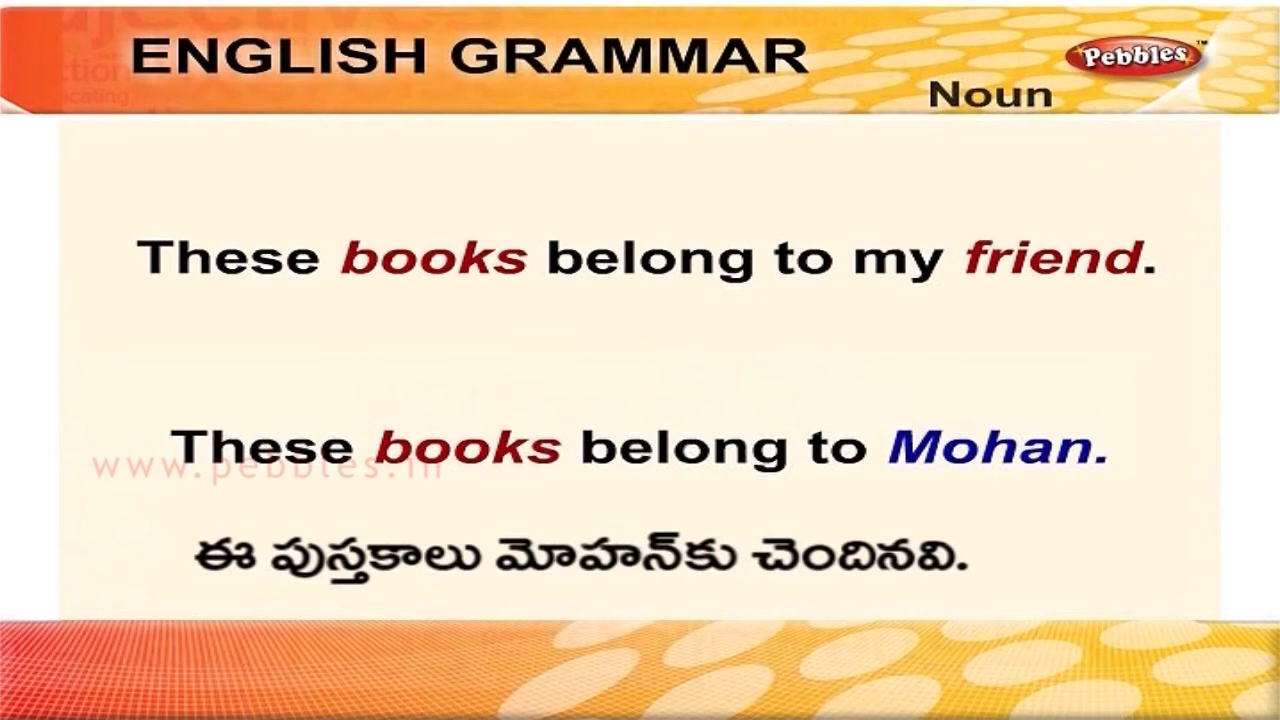 ENGLISH GRAMMAR
Pebbles™
Noun
These books belong to my friend.
These books belong to Mohan.
www.pebbles.in
ఈ పుస్తకాలు మోహన్‌కు చెందినవి.